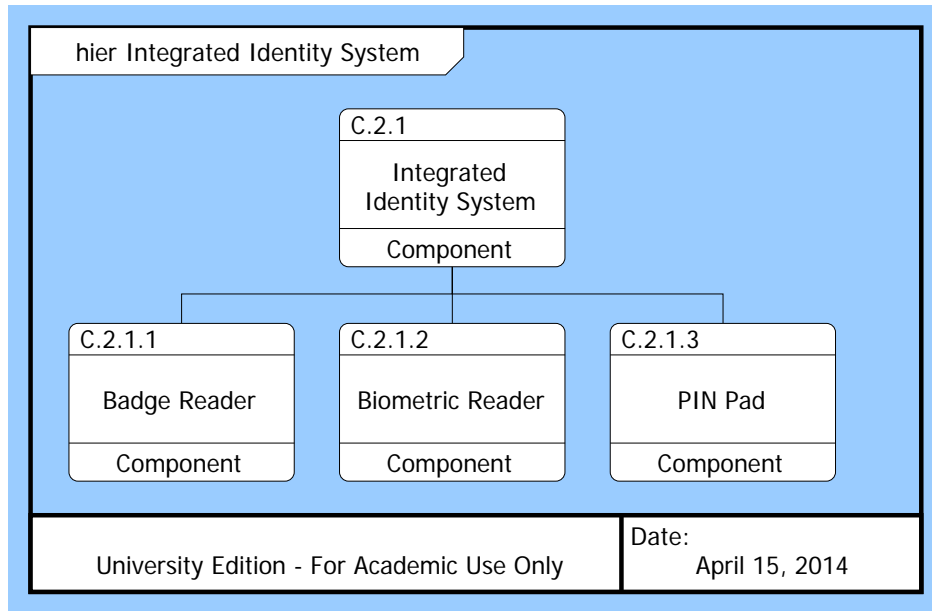 hier Integrated Identity System
C.2.1
Integrated
Identity System
Component
C.2.1.1
Badge Reader
Component
C.2.1.2
Biometric Reader
Component
C.2.1.3
PIN Pad
Component
University Edition - For Academic Use Only
Date:
April 15, 2014